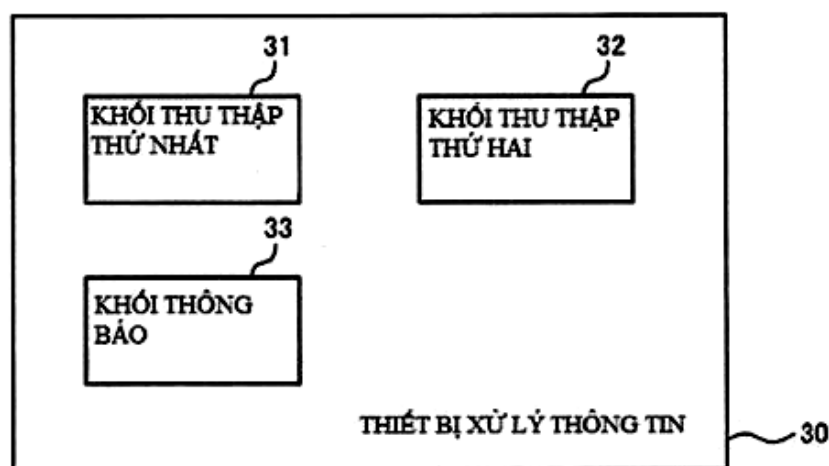 31
KHỐI THU THẬP
THỨ NHẤT
32
KHỐI THU THẬP
THỨ HAI
33
KHỐI THÔNG
BÁO
THIẾT BỊ XỬ LÝ THÔNG TIN
30